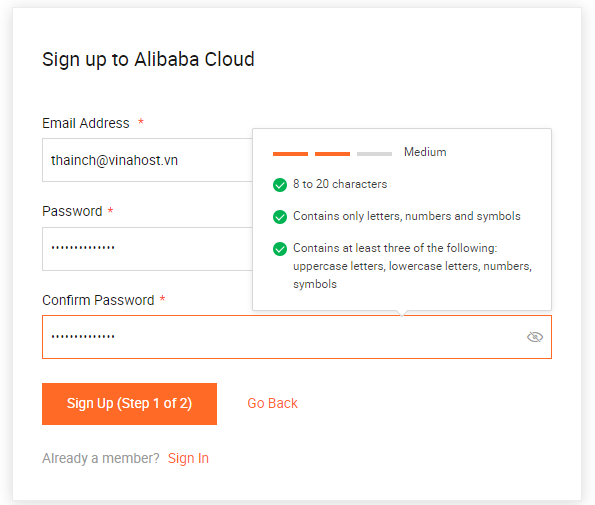 Sign up to Alibaba Cloud
Email Address *
thainch@vinahost.vn
Medium
8 to 20 characters
Contains only letters, numbers and symbols
Contains at least three of the following:
uppercase letters, lowercase letters, numbers,
symbols
Password *
••••••••••••••
Confirm Password *
••••••••••••••
Sign Up (Step 1 of 2)
Go Back
Already a member? Sign In